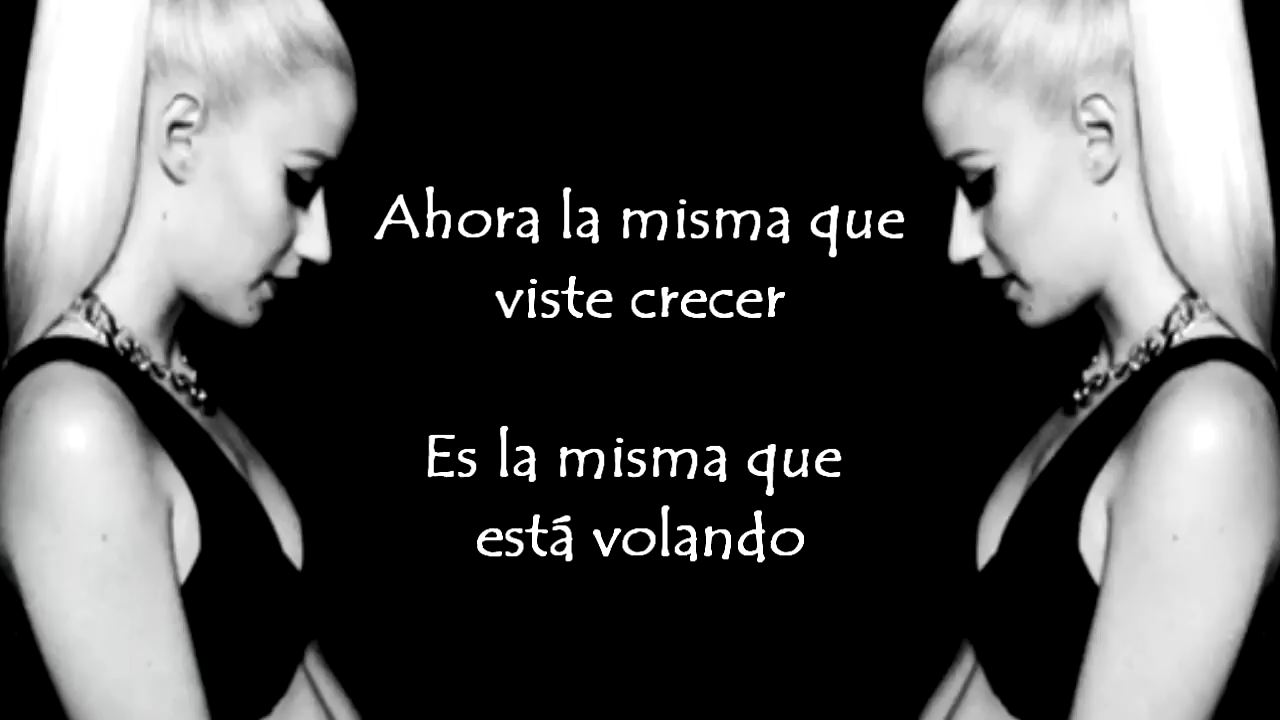 Ahora la misma que
viste crecer
Es la misma que
está volando